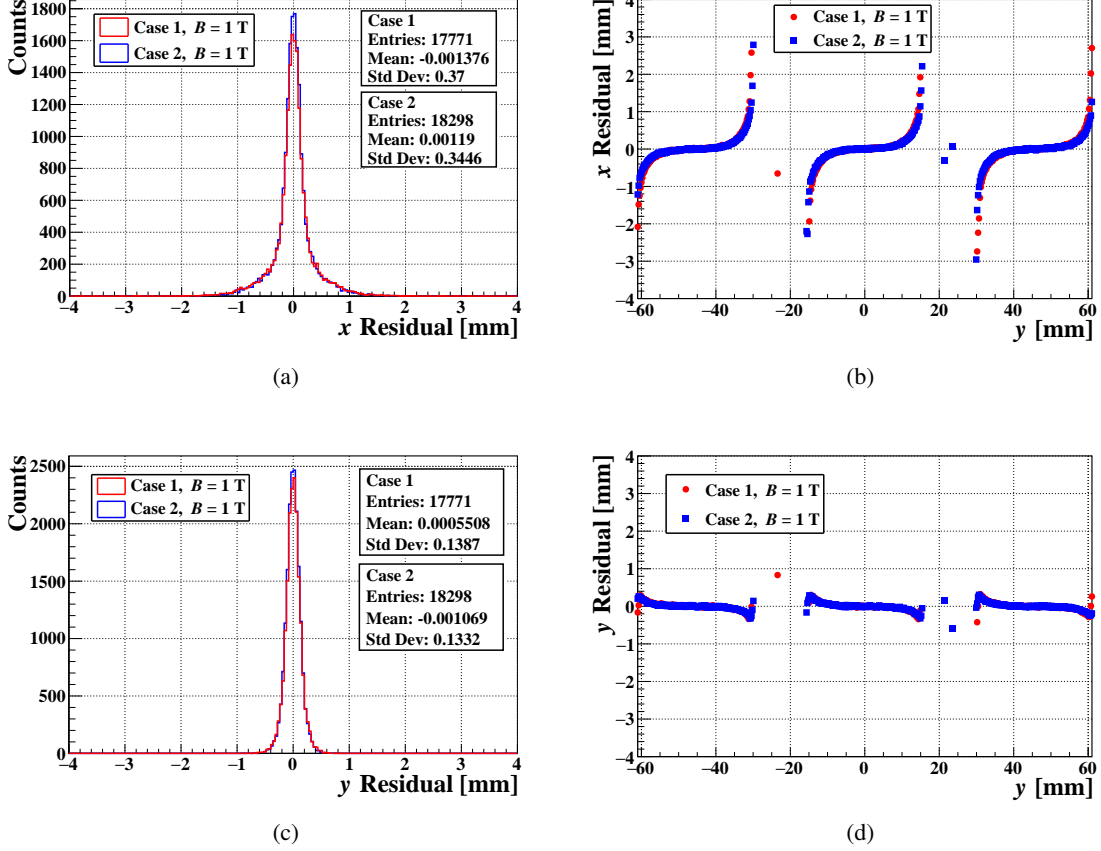 Counts
1800
1600
1400
1200
1000
800
600
400
200
0
Case 1, B = 1 T
Case 2, B = 1 T
Case 1
Entries: 17771
Mean: -0.001376
Std Dev: 0.37
Case 2
Entries: 18298
Mean: 0.00119
Std Dev: 0.3446
−4 −3 −2 −1 0 1 2 3 4
x Residual [mm]
(a)
x Residual [mm]
4
3
2
1
0
−1
−2
−3
−4
Case 1, B = 1 T
Case 2, B = 1 T
−60 −40 −20 0 20 40 60
y [mm]
(b)
Counts
2500
2000
1500
1000
500
0
Case 1, B = 1 T
Case 2, B = 1 T
Case 1
Entries: 17771
Mean: 0.0005508
Std Dev: 0.1387
Case 2
Entries: 18298
Mean: -0.001069
Std Dev: 0.1332
−4 −3 −2 −1 0 1 2 3 4
y Residual [mm]
(c)
y Residual [mm]
4
3
2
1
0
−1
−2
−3
−4
Case 1, B = 1 T
Case 2, B = 1 T
−60 −40 −20 0 20 40 60
y [mm]
(d)